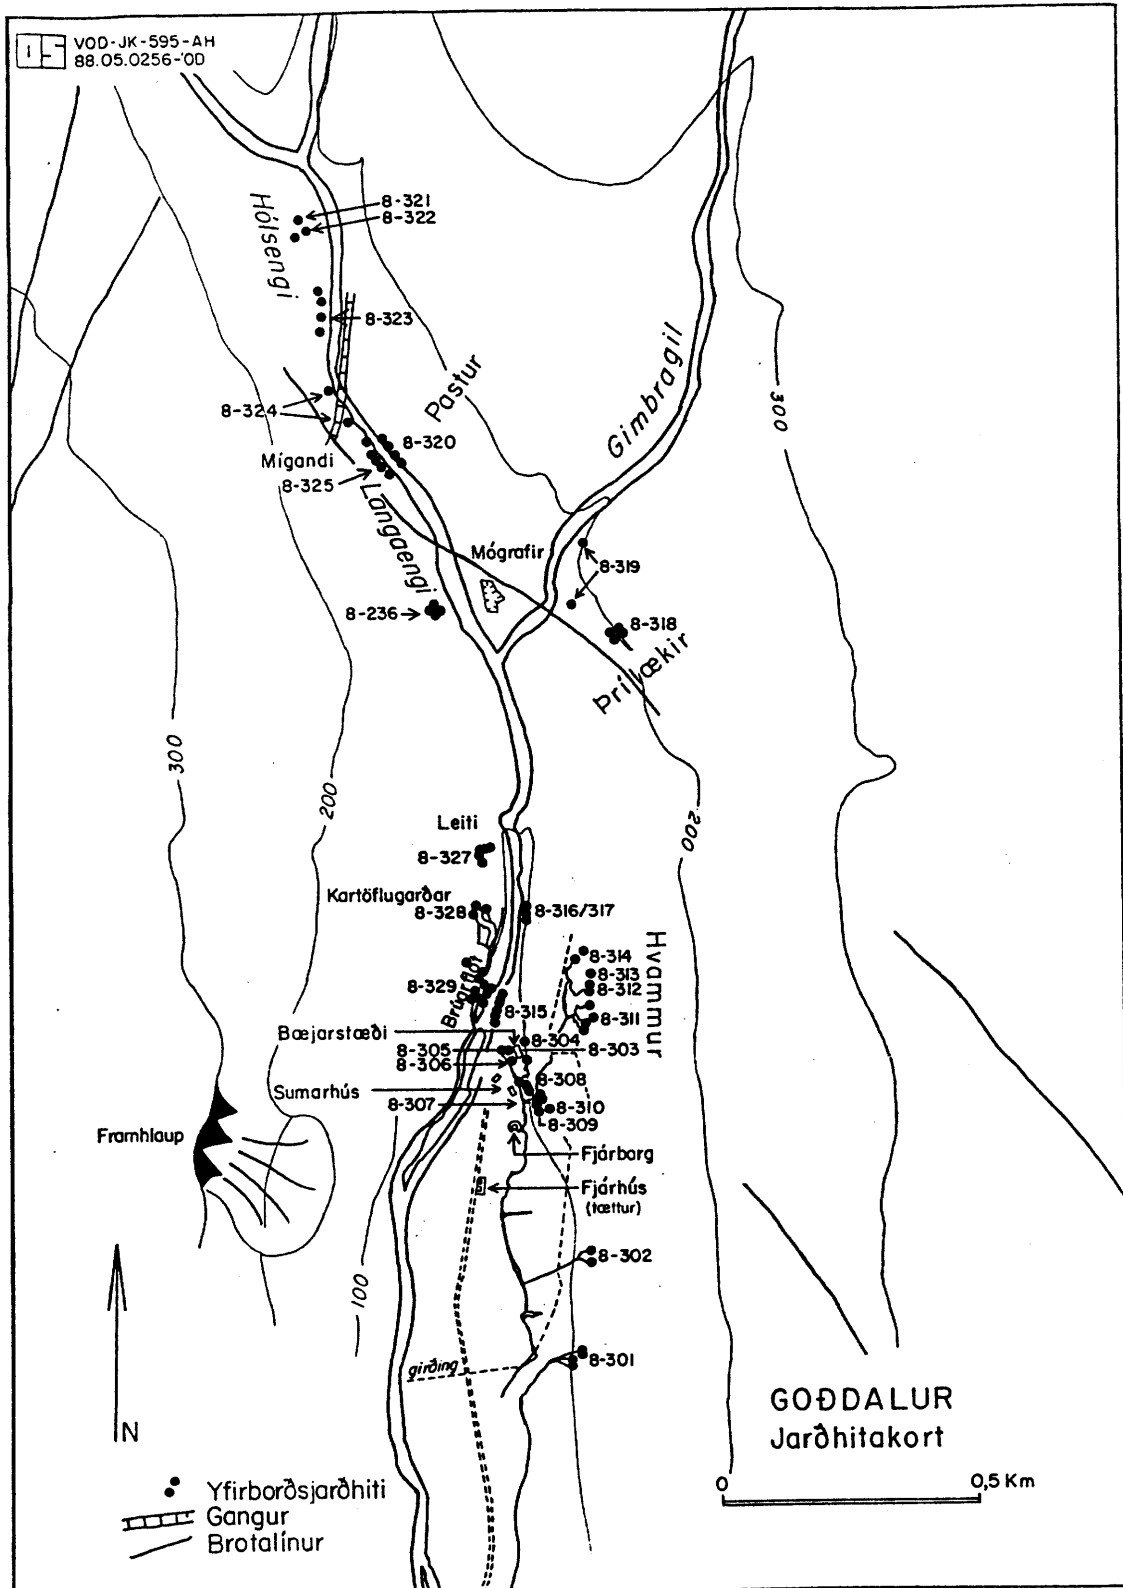 VOD-JK-595-AH
88.05.0256-'OD
8-321
8-322
Hólsengi
8-323
Pastur
Gimbragil
300
8-324
8-320
Mígandi
8-325
Langaengi
Mógrafir
8-319
8-236
8-318
Þrílækir
300
200
200
Leiti
8-327
Kartöflugarðar
8-328
8-316/317
Hvammur
8-314
8-313
8-312
8-311
Brúarflöt
8-329
8-315
Bæjarstæði
8-304
8-305
8-303
8-306
8-308
Sumarhús
8-307
8-310
8-309
Framhlaup
Fjárborg
Fjárhús
(tættur)
8-302
100
girðing
8-301
N
GOÐDALUR
Jarðhitakort
0 0,5 Km
Yfirborðsjarðhiti
Gangur
Brotalínur